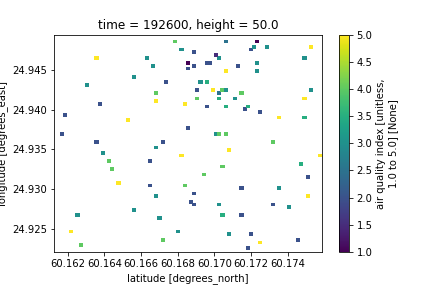 time = 192600, height = 50.0
24.945
24.940
24.935
24.930
24.925
longitude [degrees_east]
60.162 60.164 60.166 60.168 60.170 60.172 60.174
latitude [degrees_north]
5.0
4.5
4.0
3.5
3.0
2.5
2.0
1.5
1.0
air quality index [unitless,
1.0 to 5.0] [None]